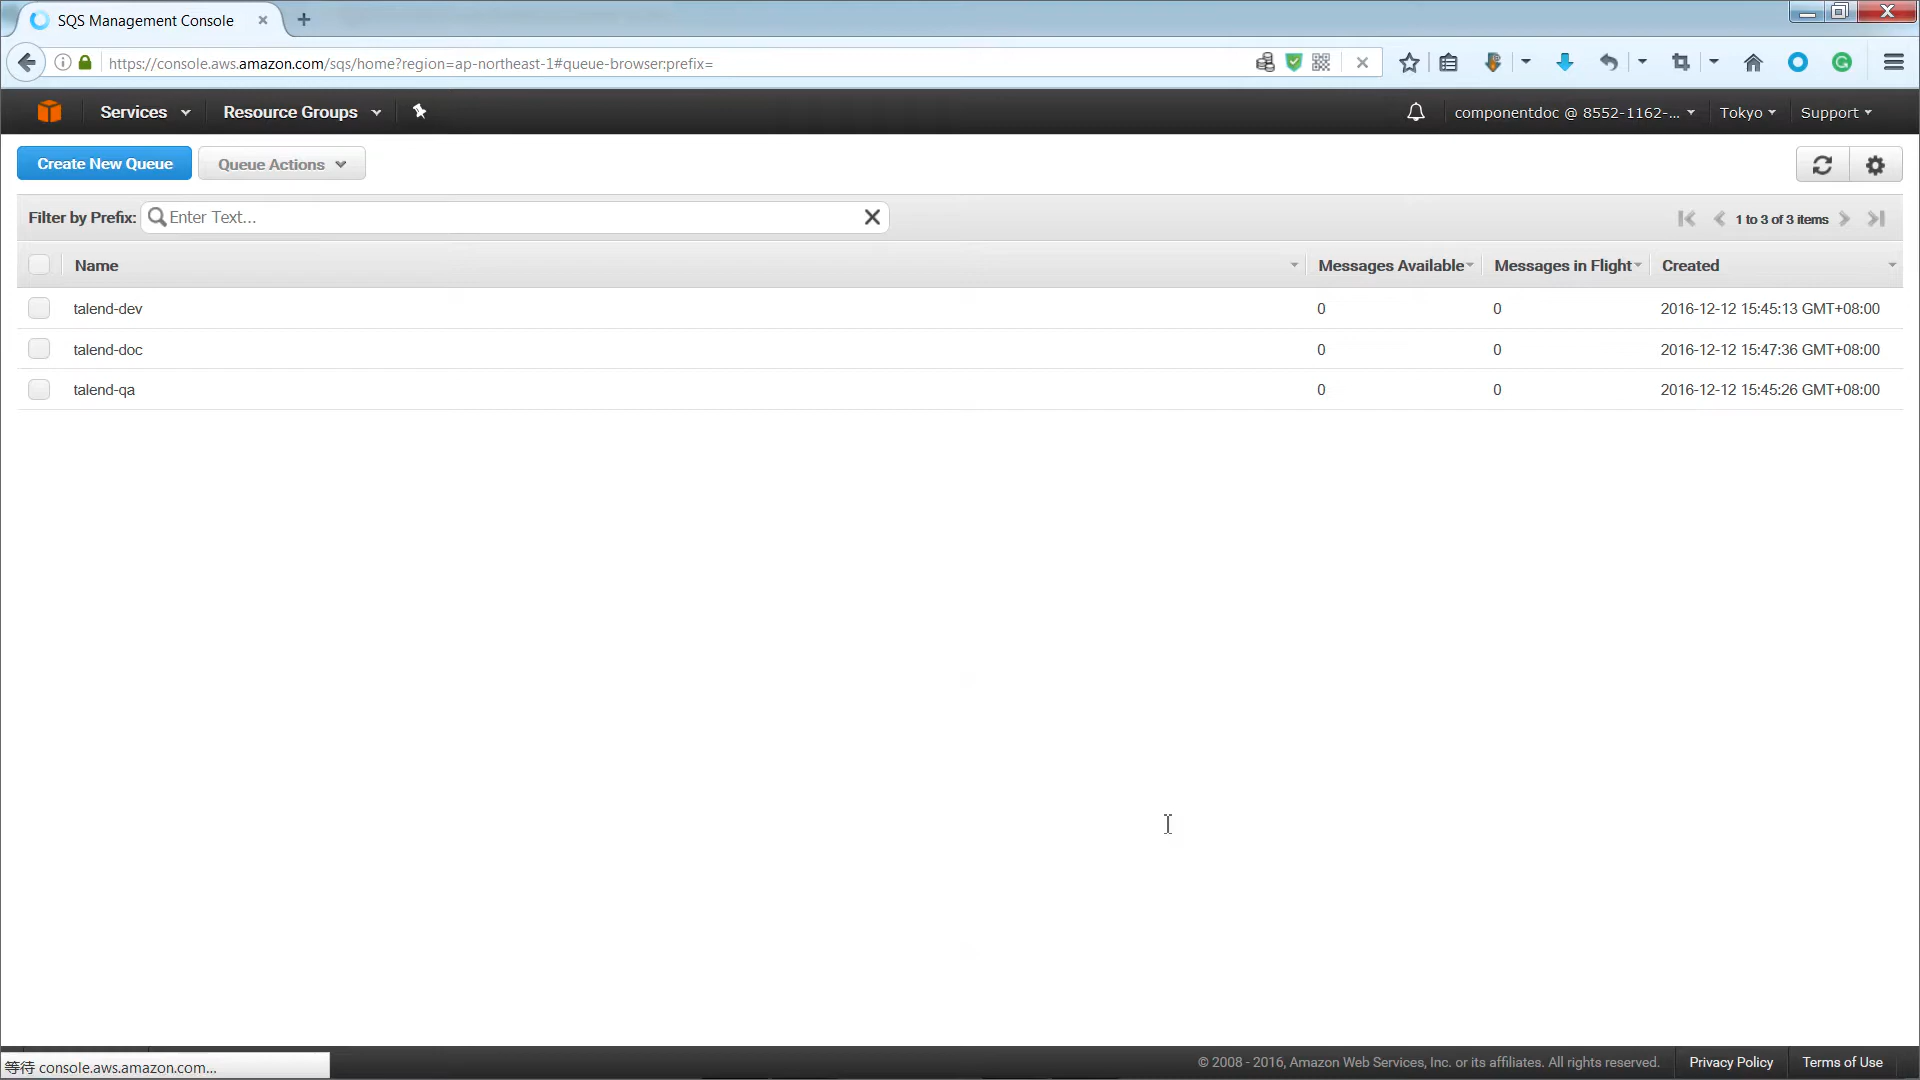 SQS Management Console
https://console.aws.amazon.com/sqs/home?region=ap-northeast-1#queue-browser:prefix=
Services Resource Groups componentdoc @ 8552-1162-... Tokyo Support
Create New Queue Queue Actions
Filter by Prefix: Enter Text... 1 to 3 of 3 items
Name Messages Available Messages in Flight Created
talend-dev 0 0 2016-12-12 15:45:13 GMT+08:00
talend-doc 0 0 2016-12-12 15:47:36 GMT+08:00
talend-qa 0 0 2016-12-12 15:45:26 GMT+08:00
© 2008 - 2016, Amazon Web Services, Inc. or its affiliates. All rights reserved. Privacy Policy Terms of Use
等待 console.aws.amazon.com...